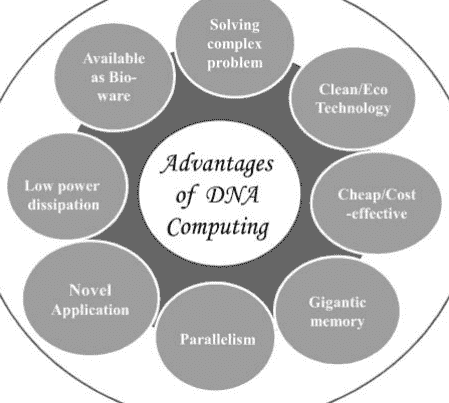 Solving
complex
problem
Clean/Eco
Technology
Cheap/Cost
-effective
Gigantic
memory
Parallelism
Novel
Application
Low power
dissipation
Available
as Bio-
ware
Advantages
of DNA
Computing